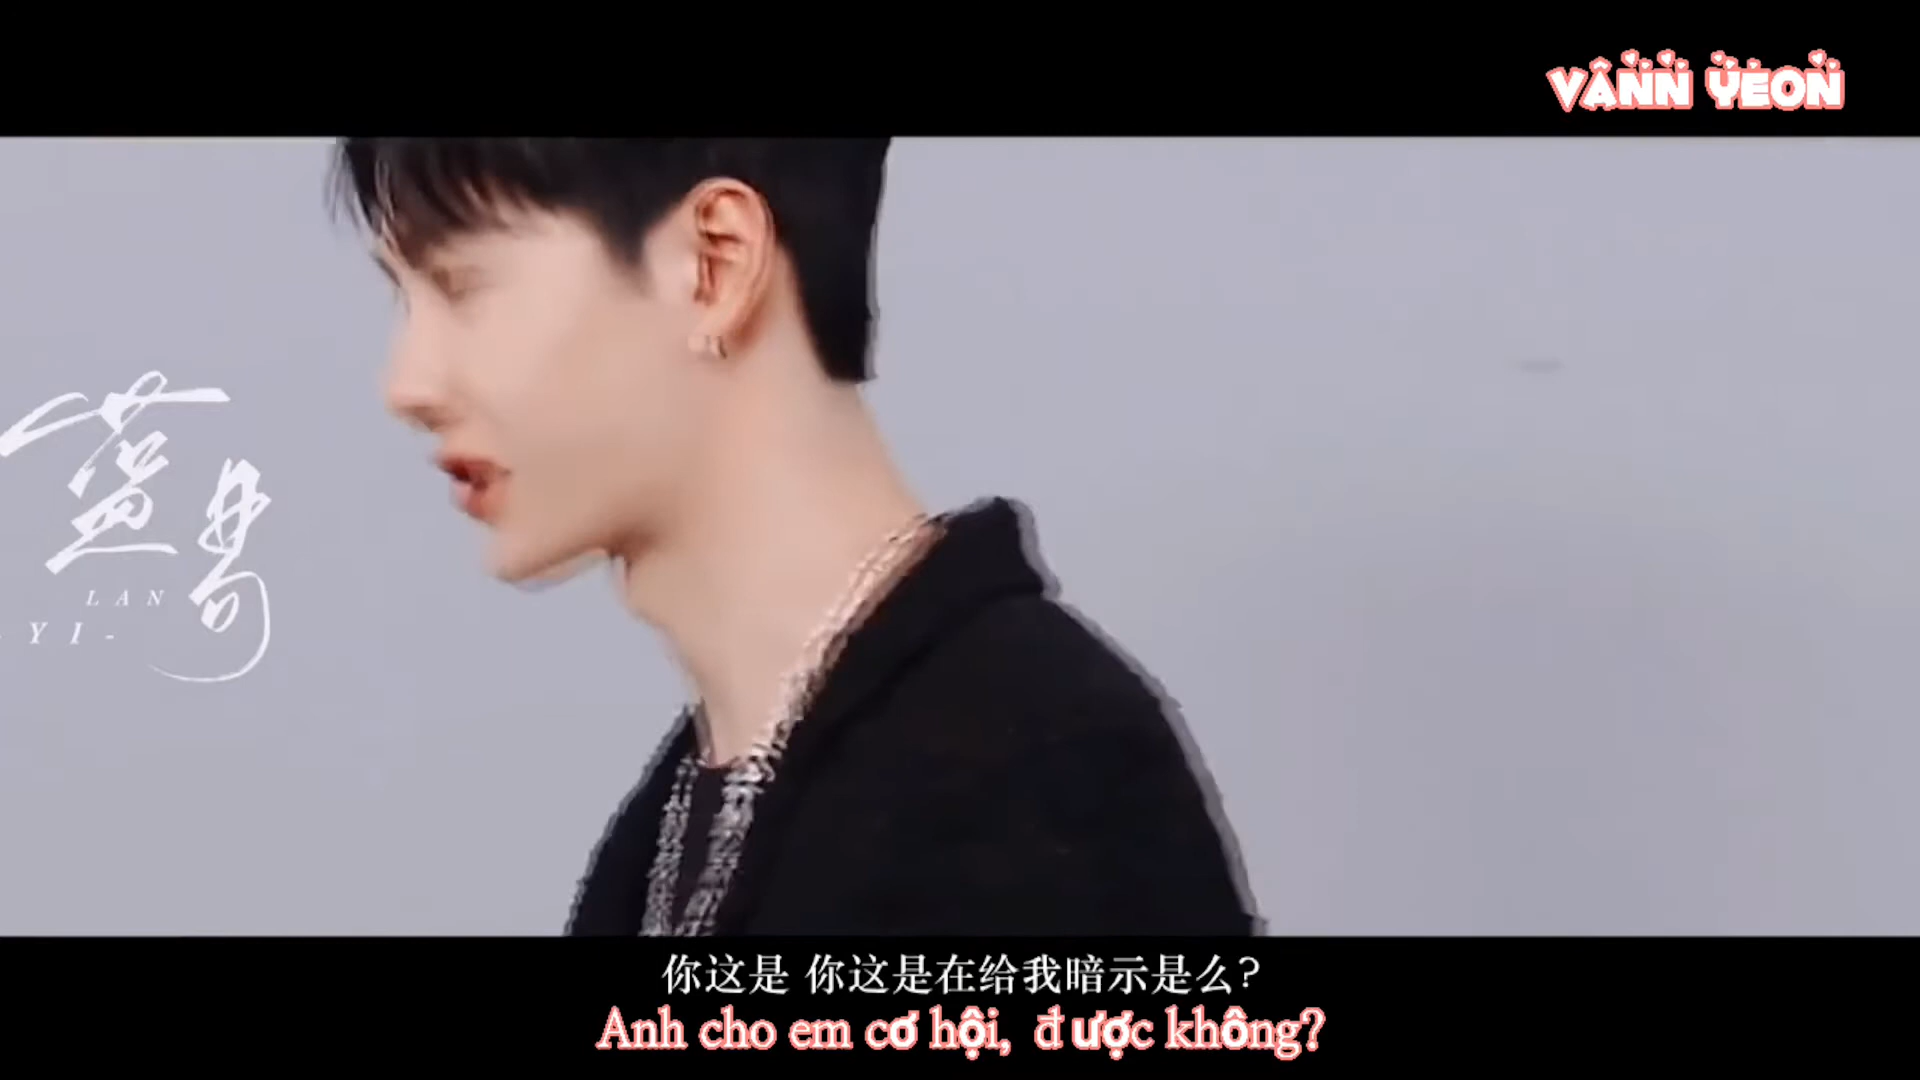 VÂNN YEON
LAN
YI-
你这是 你这是在给我暗示是么？
Anh cho em cơ hội, được không?